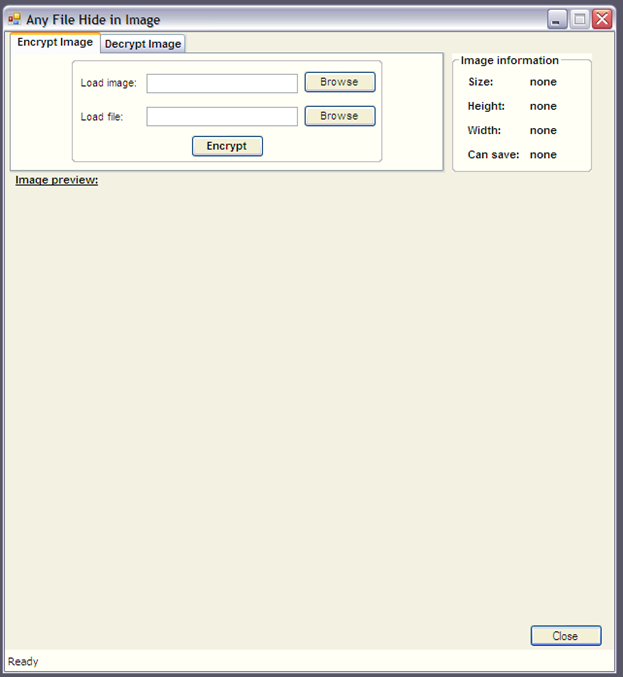 Any File Hide in Image
Encrypt Image Decrypt Image
Load image: Browse
Load file: Browse
Encrypt
Image information
Size: none
Height: none
Width: none
Can save: none
Image preview:
Close
Ready